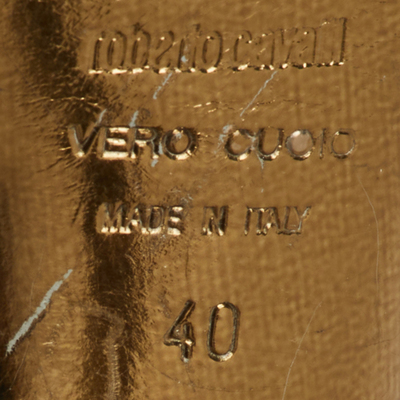 roberto cavalli
VERO CUOIO
MADE IN ITALY
40